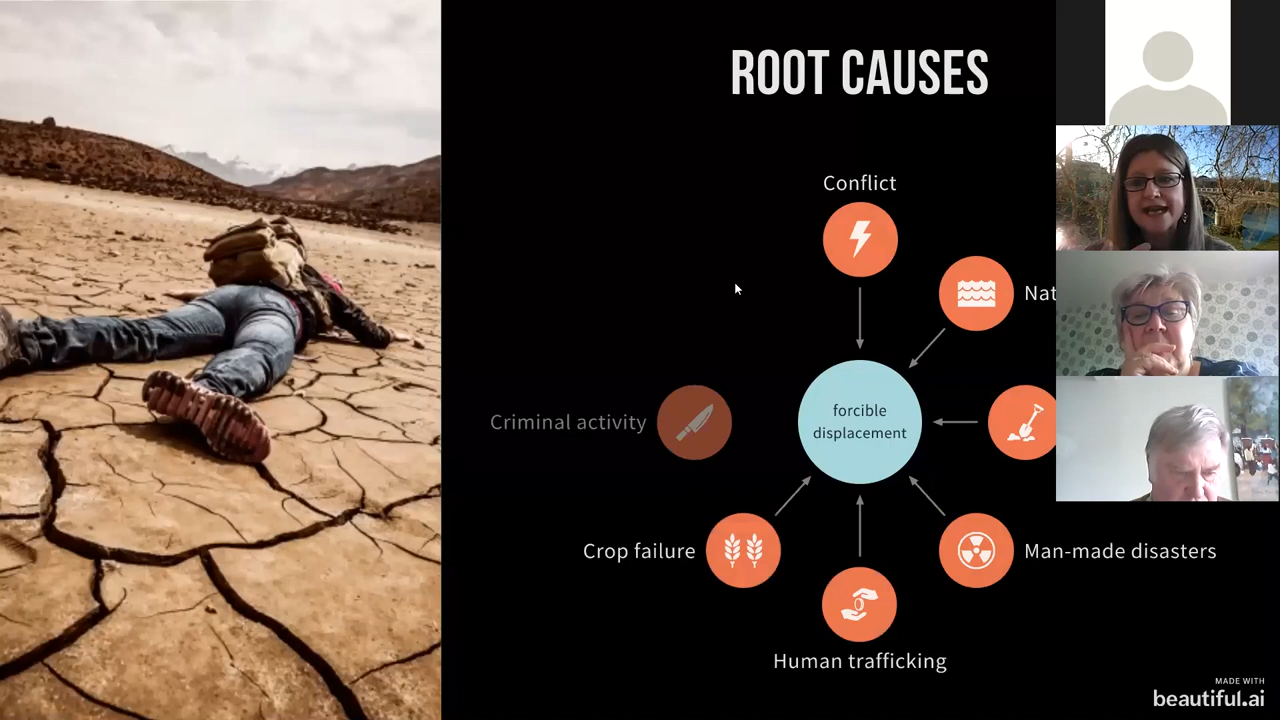 ROOT CAUSES
Conflict
Nat
Criminal activity
forcible
displacement
Crop failure
Man-made disasters
Human trafficking
MADE WITH
beautiful.ai